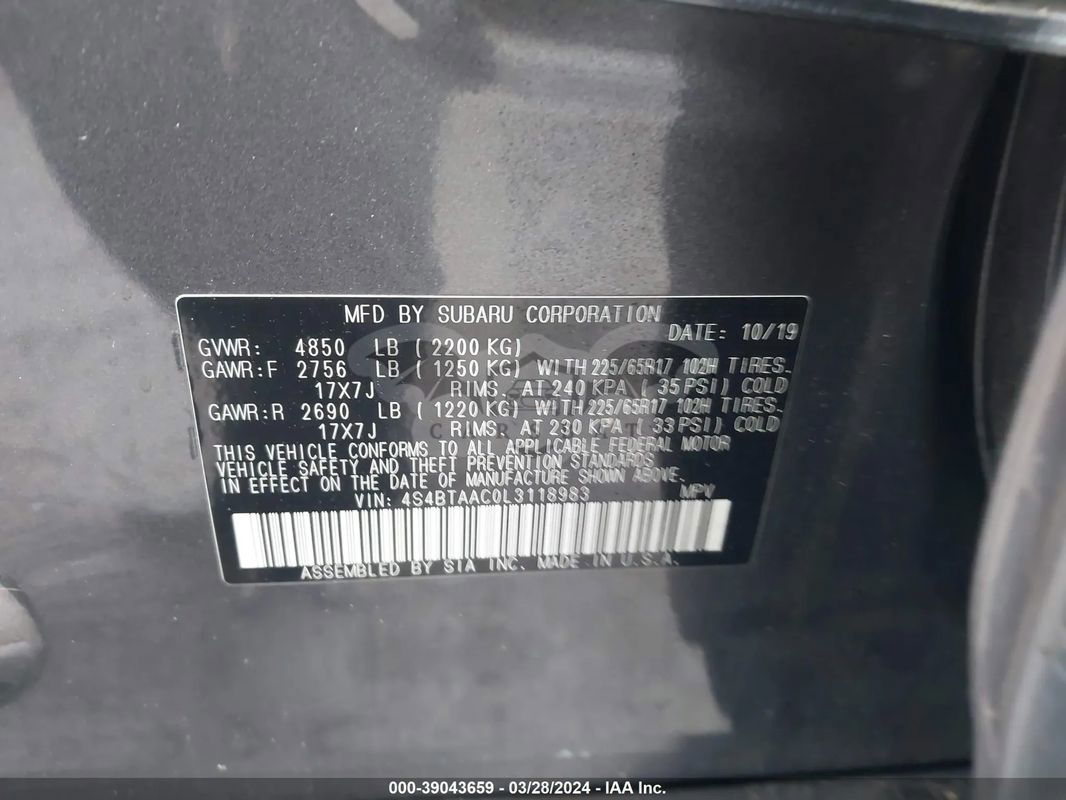 MFD BY SUBARU CORPORATION
DATE: 10/19
GVWR: 4850 LB ( 2200 KG)
GAWR:F 2756 LB ( 1250 KG) WITH 225/65R17 102H TIRES.
17X7J RIMS. AT 240 KPA ( 35 PSI) COLD
GAWR:R 2690 LB ( 1220 KG) WITH 225/65R17 102H TIRES.
17X7J RIMS. AT 230 KPA ( 33 PSI) COLD
THIS VEHICLE CONFORMS TO ALL APPLICABLE FEDERAL MOTOR
VEHICLE SAFETY AND THEFT PREVENTION STANDARDS
IN EFFECT ON THE DATE OF MANUFACTURE SHOWN ABOVE.
VIN: 4S4BTAAC0L3118983 MPV
ASSEMBLED BY SIA INC. MADE IN U.S.A.
000-39043659 - 03/28/2024 - IAA Inc.